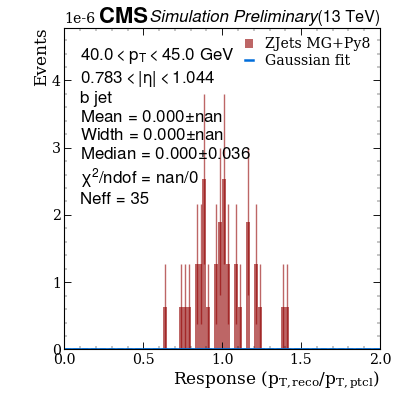 1e-6 CMS Simulation Preliminary (13 TeV)
Events
40.0 < p_T < 45.0 GeV
0.783 < |η| < 1.044
b jet
Mean = 0.000±nan
Width = 0.000±nan
Median = 0.000±0.036
χ²/ndof = nan/0
Neff = 35
ZJets MG+Py8
Gaussian fit
4
3
2
1
0
0.0 0.5 1.0 1.5 2.0
Response (p_T,reco/p_T,ptcl)